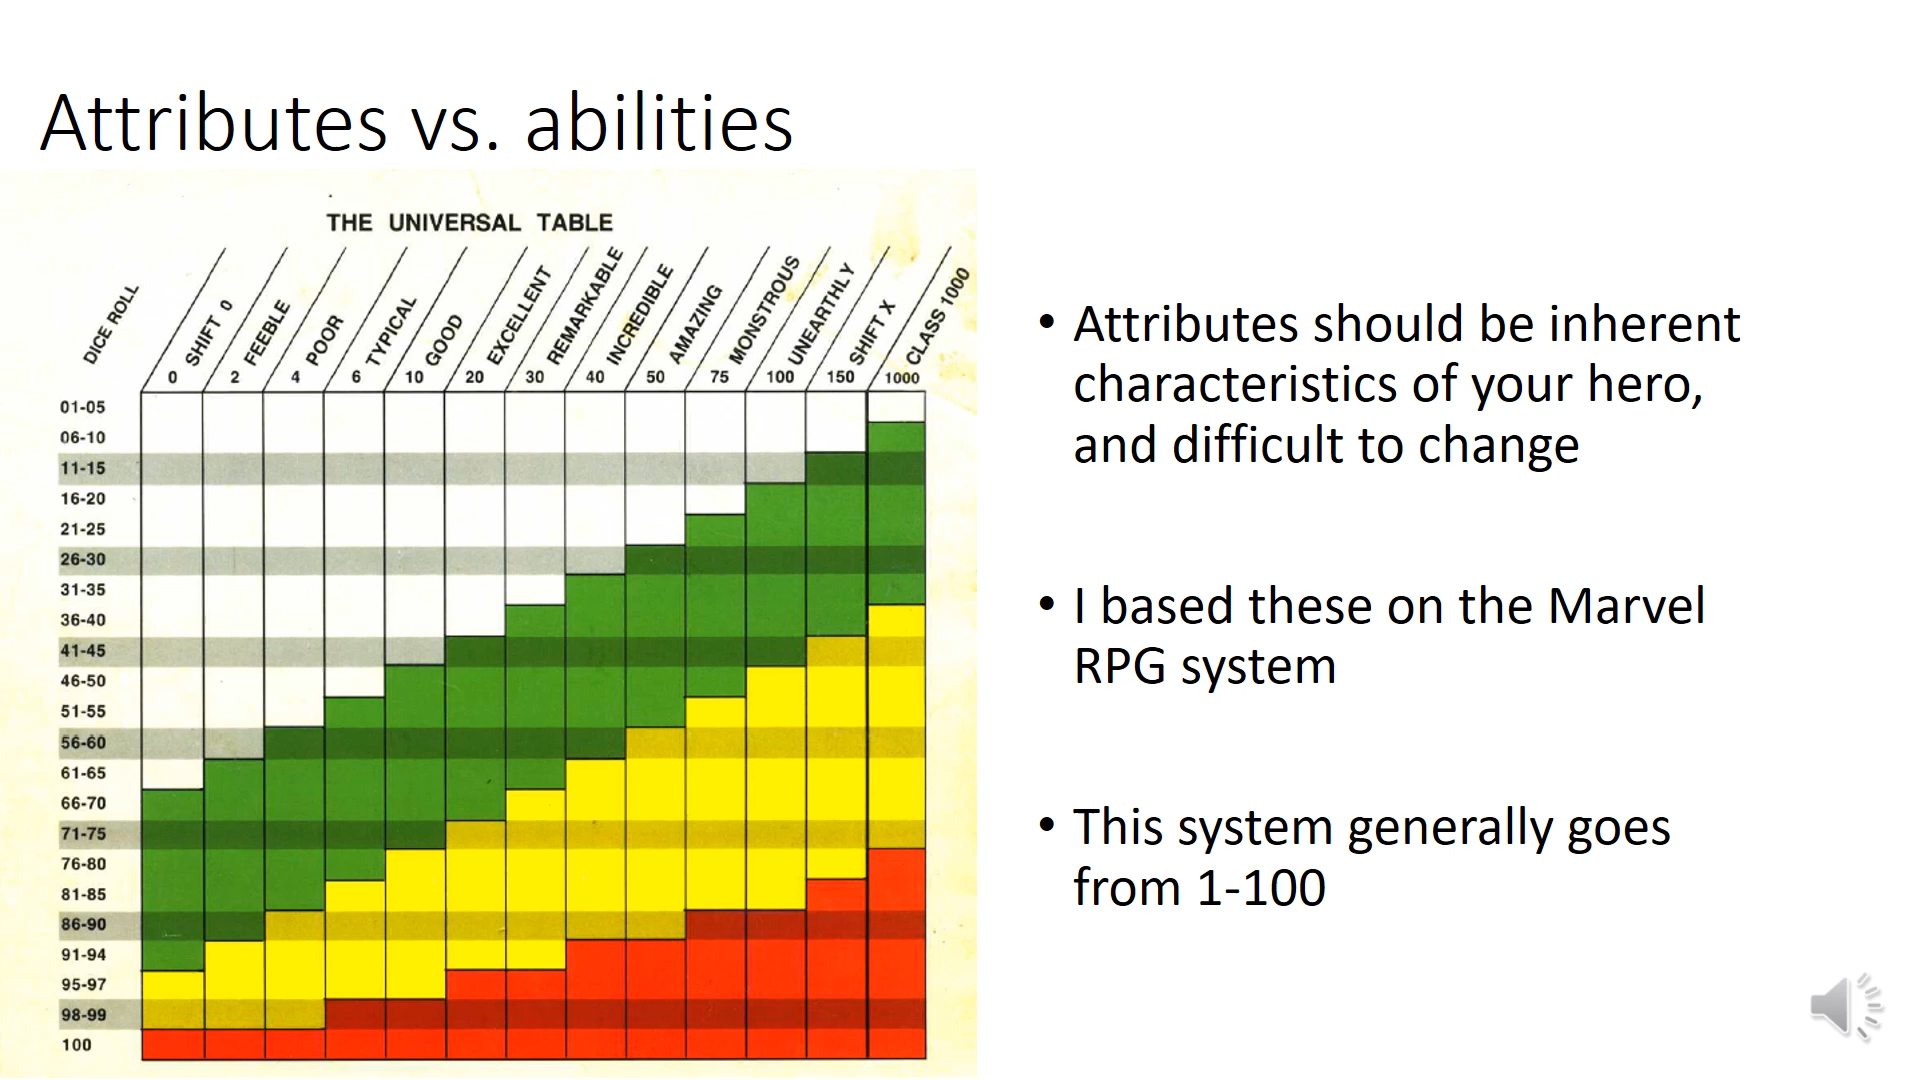 Attributes vs. abilities
THE UNIVERSAL TABLE
DICE ROLL
SHIFT 0
FEEBLE
POOR
TYPICAL
GOOD
EXCELLENT
REMARKABLE
INCREDIBLE
AMAZING
MONSTROUS
UNEARTHLY
SHIFT X
CLASS 1000
0 2 4 6 10 20 30 40 50 75 100 150 1000
01-05
06-10
11-15
16-20
21-25
26-30
31-35
36-40
41-45
46-50
51-55
56-60
61-65
66-70
71-75
76-80
81-85
86-90
91-94
95-97
98-99
100
• Attributes should be inherent
characteristics of your hero,
and difficult to change
• I based these on the Marvel
RPG system
• This system generally goes
from 1-100